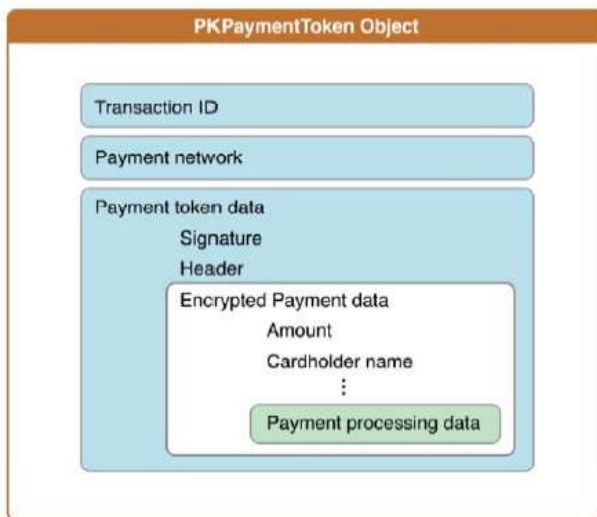 PKPaymentToken Object
Transaction ID
Payment network
Payment token data
Signature
Header
Encrypted Payment data
Amount
Cardholder name
⋮
Payment processing data